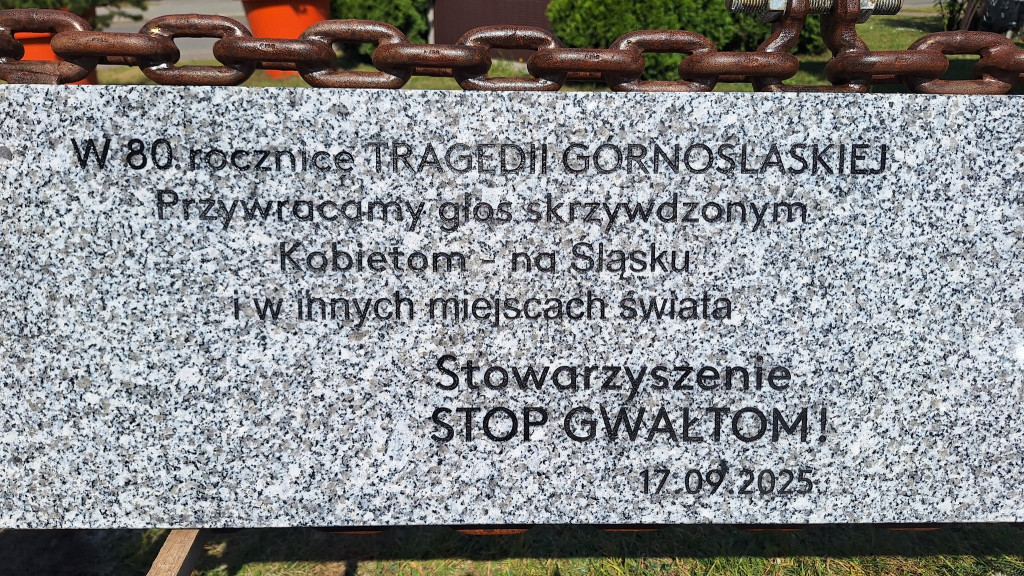 W 80 rocznicę TRAGEDII GÓRNOŚLĄSKIEJ
Przywracamy głos skrzywdzonym
Kobietom - na Śląsku
i w innych miejscach świata
Stowarzyszenie
STOP GWAŁTOM!
17.09.2025